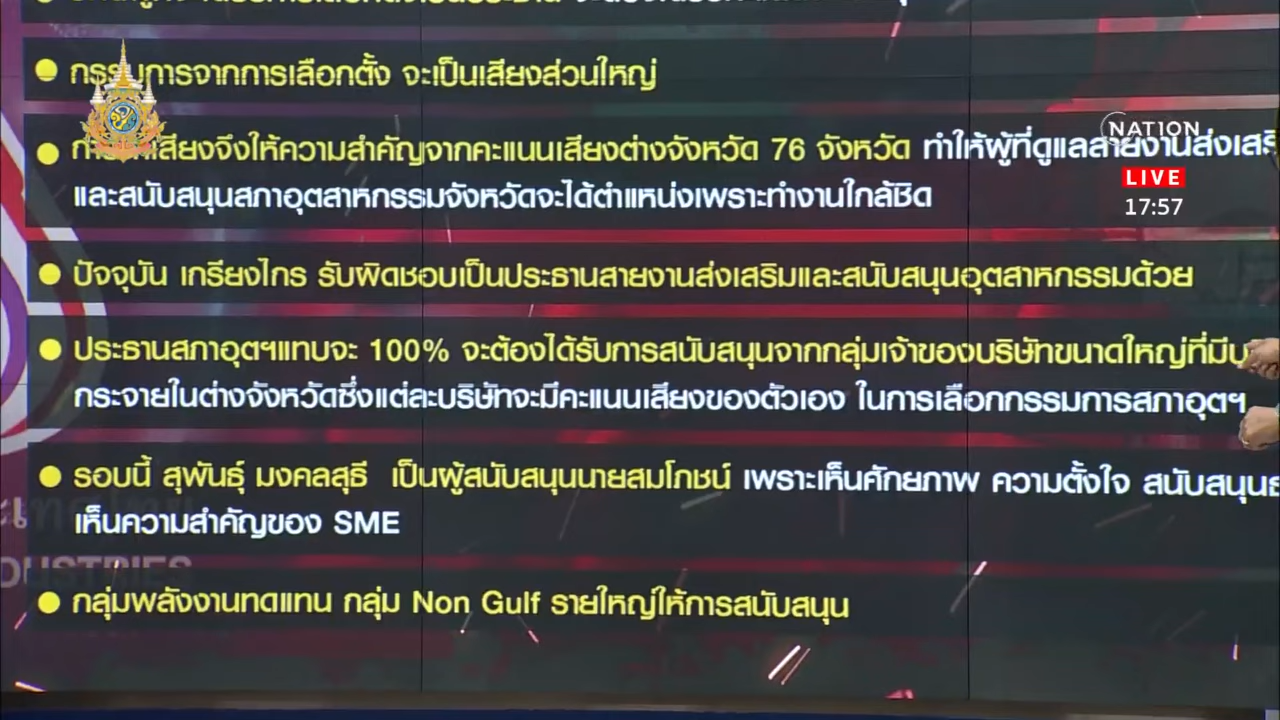 กรรมการจากการเลือกตั้ง จะเป็นเสียงส่วนใหญ่
NATION
เสียงจึงให้ความสำคัญจากคะแนนเสียงต่างจังหวัด 76 จังหวัด ทำให้ผู้ที่ดูแลสายงานส่งเสริ
LIVE
และสนับสนุนสภาอุตสาหกรรมจังหวัดจะได้ตำแหน่งเพราะทำงานใกล้ชิด
17:57
ปัจจุบัน เกรียงไกร รับผิดชอบเป็นประธานสายงานส่งเสริมและสนับสนุนอุตสาหกรรมด้วย
ประธานสภาอุตฯแทบจะ 100% จะต้องได้รับการสนับสนุนจากกลุ่มเจ้าของบริษัทขนาดใหญ่ที่มีบ
กระจายในต่างจังหวัดซึ่งแต่ละบริษัทจะมีคะแนนเสียงของตัวเอง ในการเลือกกรรมการสภาอุตฯ
รอบนี้ สุพันธุ์ มงคลสุธี เป็นผู้สนับสนุนนายสมโภชน์ เพราะเห็นศักยภาพ ความตั้งใจ สนับสนุนธ
เห็นความสำคัญของ SME
DUSTRIES
กลุ่มพลังงานทดแทน กลุ่ม Non Gulf รายใหญ่ให้การสนับสนุน